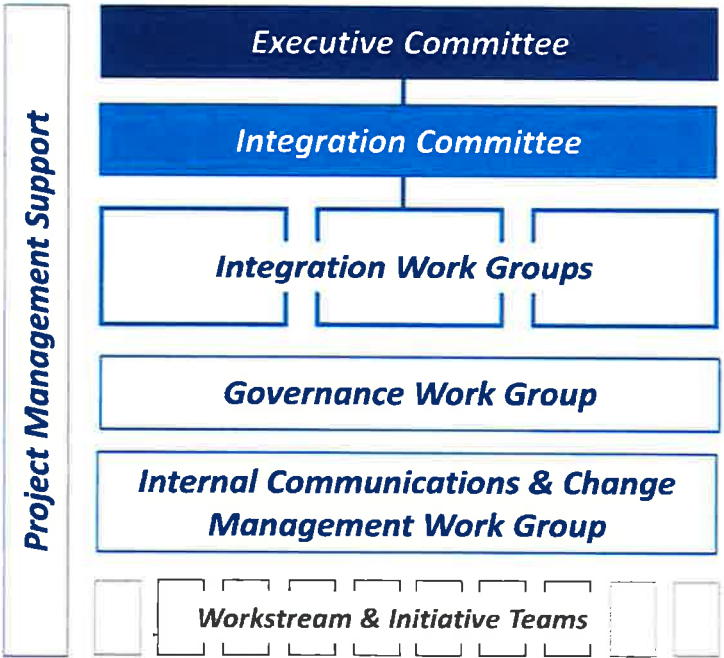 Project Management Support
Executive Committee
Integration Committee
Integration Work Groups
Governance Work Group
Internal Communications & Change
Management Work Group
Workstream & Initiative Teams